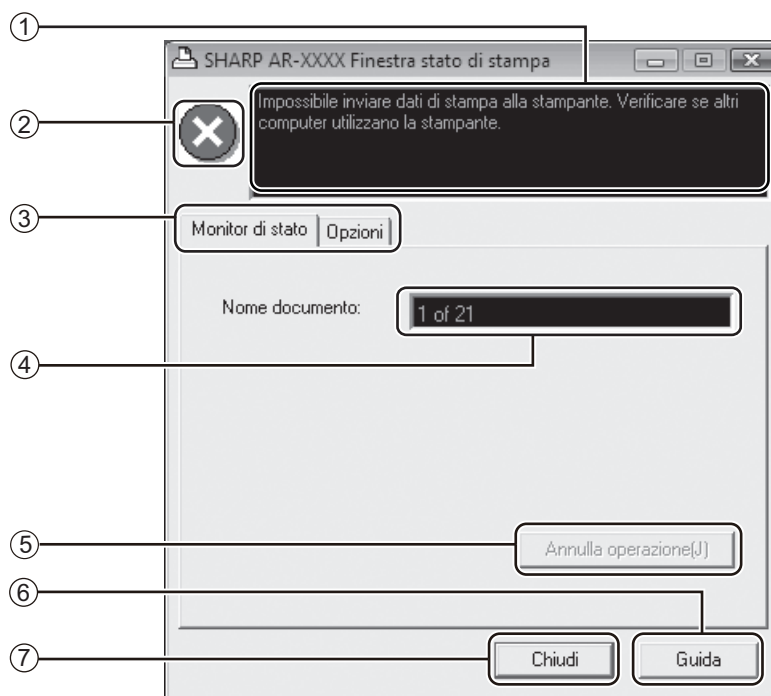 ①
SHARP AR-XXXX Finestra stato di stampa
②
Impossibile inviare dati di stampa alla stampante. Verificare se altri
computer utilizzano la stampante.
③
Monitor di stato Opzioni
Nome documento: 1 of 21
④
⑤
Annulla operazione(J)
⑥
⑦
Chiudi Guida